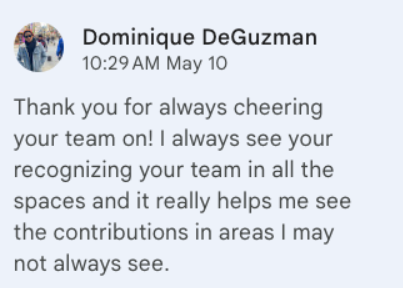 Dominique DeGuzman
10:29 AM May 10
Thank you for always cheering
your team on! I always see your
recognizing your team in all the
spaces and it really helps me see
the contributions in areas I may
not always see.